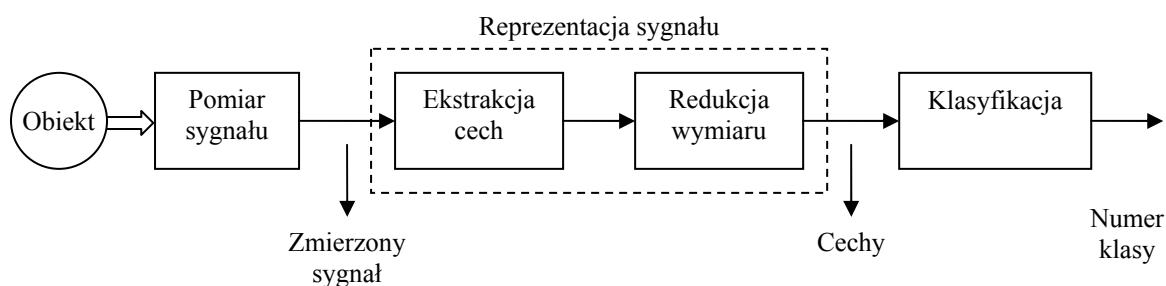 Reprezentacja sygnału
Obiekt
Pomiar
sygnału
Ekstrakcja
cech
Redukcja
wymiaru
Klasyfikacja
Zmierzony
sygnał
Cechy
Numer
klasy